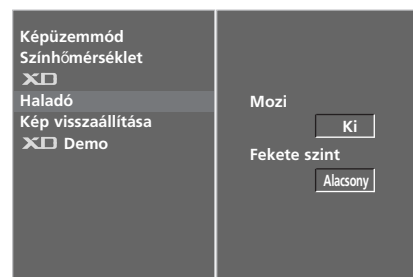 Képüzemmód
Színhőmérséklet
XD
Haladó
Kép visszaállítása
XD Demo
Mozi
Ki
Fekete szint
Alacsony